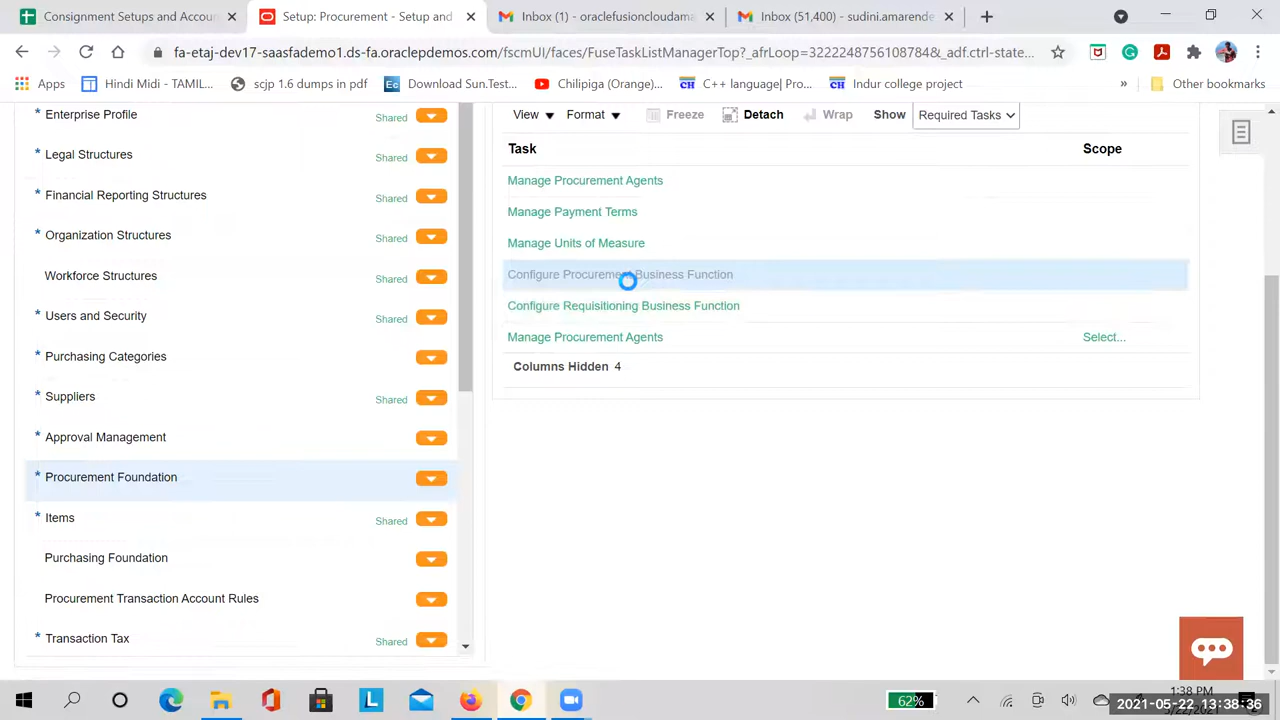 Consignment Setups and Accoun
Setup: Procurement - Setup and
Inbox (1) - oraclefusioncloudam
Inbox (51,400) - sudini.amarende
fa-etaj-dev17-saasfademo1.ds-fa.oraclepdemos.com/fscmUI/faces/FuseTaskListManagerTop?_afrLoop=32222487561087848&_adf.ctrl-state...
Apps
Hindi Midi - TAMIL...
scjp 1.6 dumps in pdf
Download Sun.Test...
Chilipiga (Orange)...
C++ language| Pro...
Indur college project
»
Other bookmarks
Enterprise Profile
Shared
* Legal Structures
Shared
* Financial Reporting Structures
Shared
* Organization Structures
Shared
Workforce Structures
Shared
* Users and Security
Shared
* Purchasing Categories
* Suppliers
Shared
* Approval Management
* Procurement Foundation
* Items
Shared
Purchasing Foundation
Procurement Transaction Account Rules
* Transaction Tax
Shared
View
Format
Freeze
Detach
Wrap
Show
Required Tasks
Task
Scope
Manage Procurement Agents
Manage Payment Terms
Manage Units of Measure
Configure Procurement Business Function
Configure Requisitioning Business Function
Manage Procurement Agents
Select...
Columns Hidden 4
62%
1:38 PM
2021-05-22 13:38:36